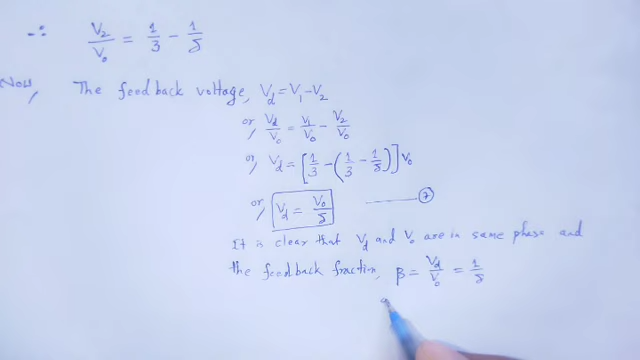 ∴ V₂/V₀ = 1/3 - 1/δ
Now, The feedback voltage, V_d = V₁ - V₂
or, V_d/V₀ = V₁/V₀ - V₂/V₀
or, V_d = [1/3 - (1/3 - 1/δ)] V₀
or, V_d = V₀/δ —— ⑦
It is clear that V_d and V₀ are in same phase and
the feedback fraction, β = V_d/V₀ = 1/δ